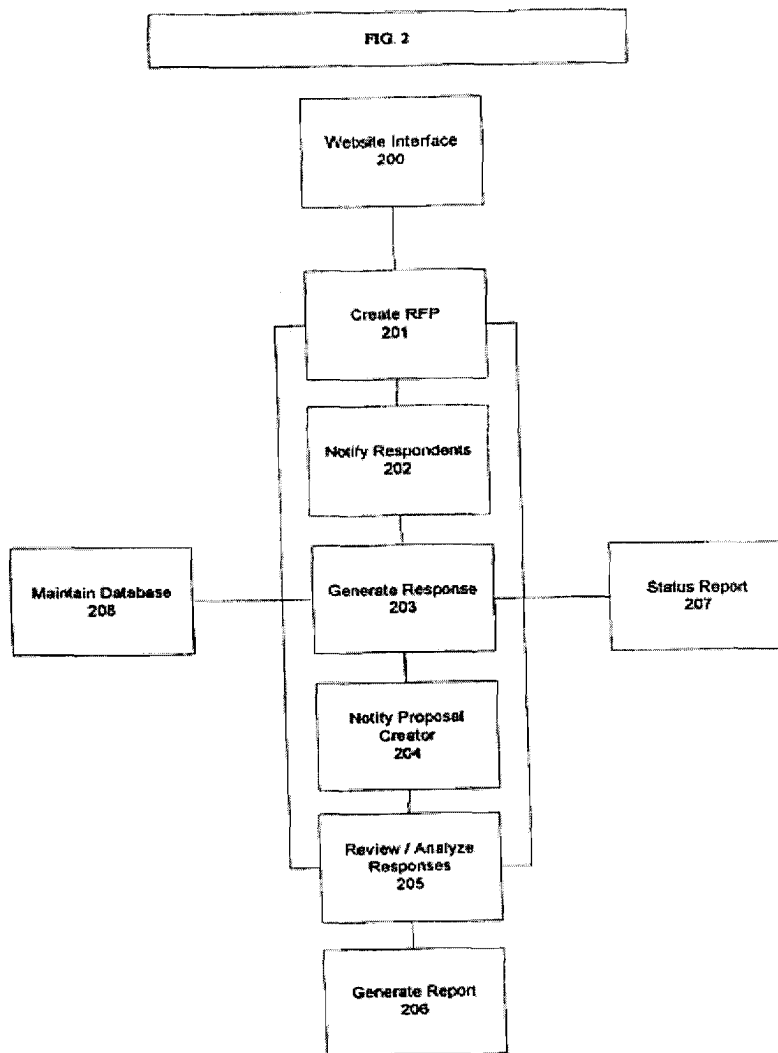 FIG. 2
Website Interface
200
Create RFP
201
Notify Respondents
202
Maintain Database
208
Generate Response
203
Status Report
207
Notify Proposal
Creator
204
Review / Analyze
Responses
205
Generate Report
206